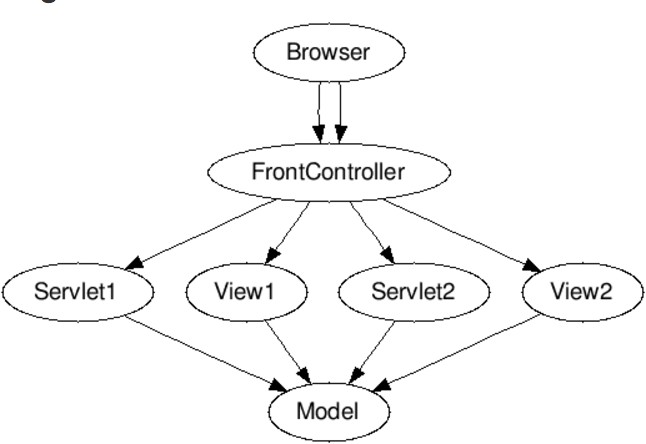 Browser
FrontController
Servlet1
View1
Servlet2
View2
Model